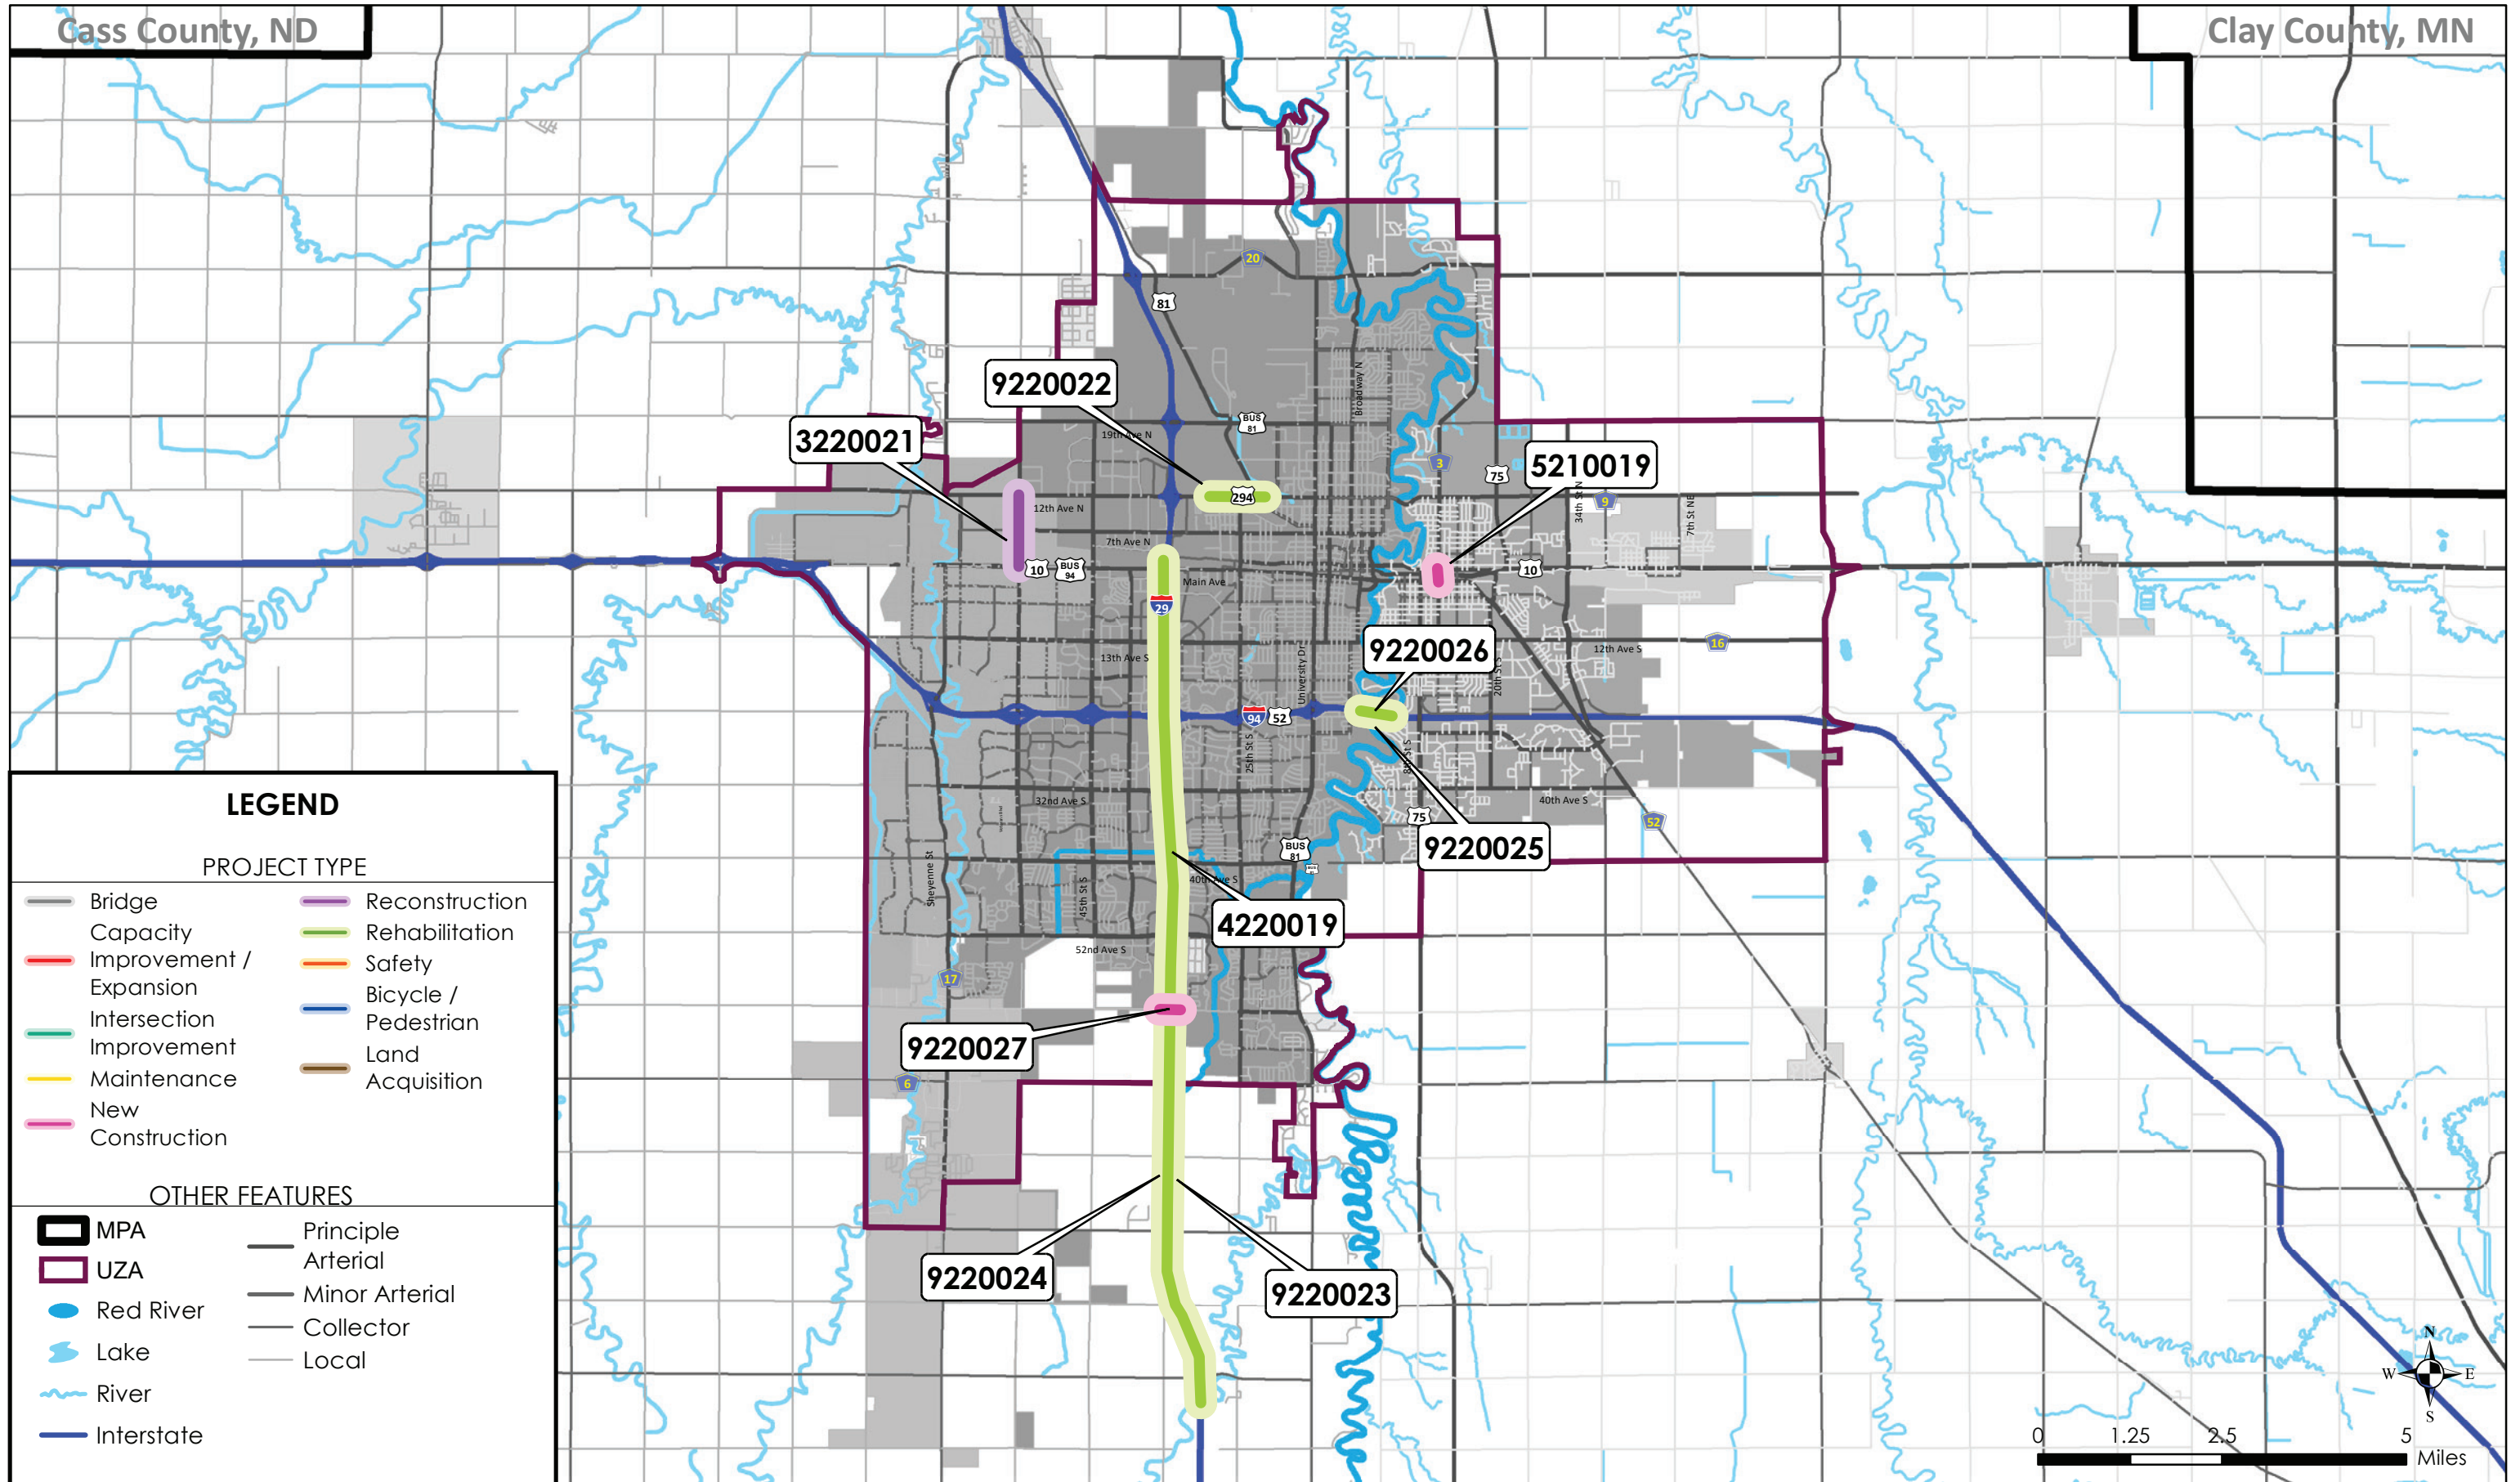 Cass County, ND
Clay County, MN
20
81
9220022
Broadway N
BUS
81
3220021
19th Ave N
5210019
3
75
294
34th St N
9
7th St NE
12th Ave N
7th Ave N
10
BUS
94
10
Main Ave
29
9220026
16
12th Ave S
13th Ave S
University Dr
20th St S
94
52
25th St S
8th St S
32nd Ave S
40th Ave S
75
52
BUS
81
9220025
Sheyenne St
45th St S
40th Ave S
4220019
52nd Ave S
17
9220027
6
9220024
9220023
LEGEND
PROJECT TYPE
Bridge
Capacity
Improvement /
Expansion
Intersection
Improvement
Maintenance
New
Construction
Reconstruction
Rehabilitation
Safety
Bicycle /
Pedestrian
Land
Acquisition
OTHER FEATURES
MPA
UZA
Red River
Lake
River
Interstate
Principle
Arterial
Minor Arterial
Collector
Local
N
W
E
S
0
1.25
2.5
5
Miles